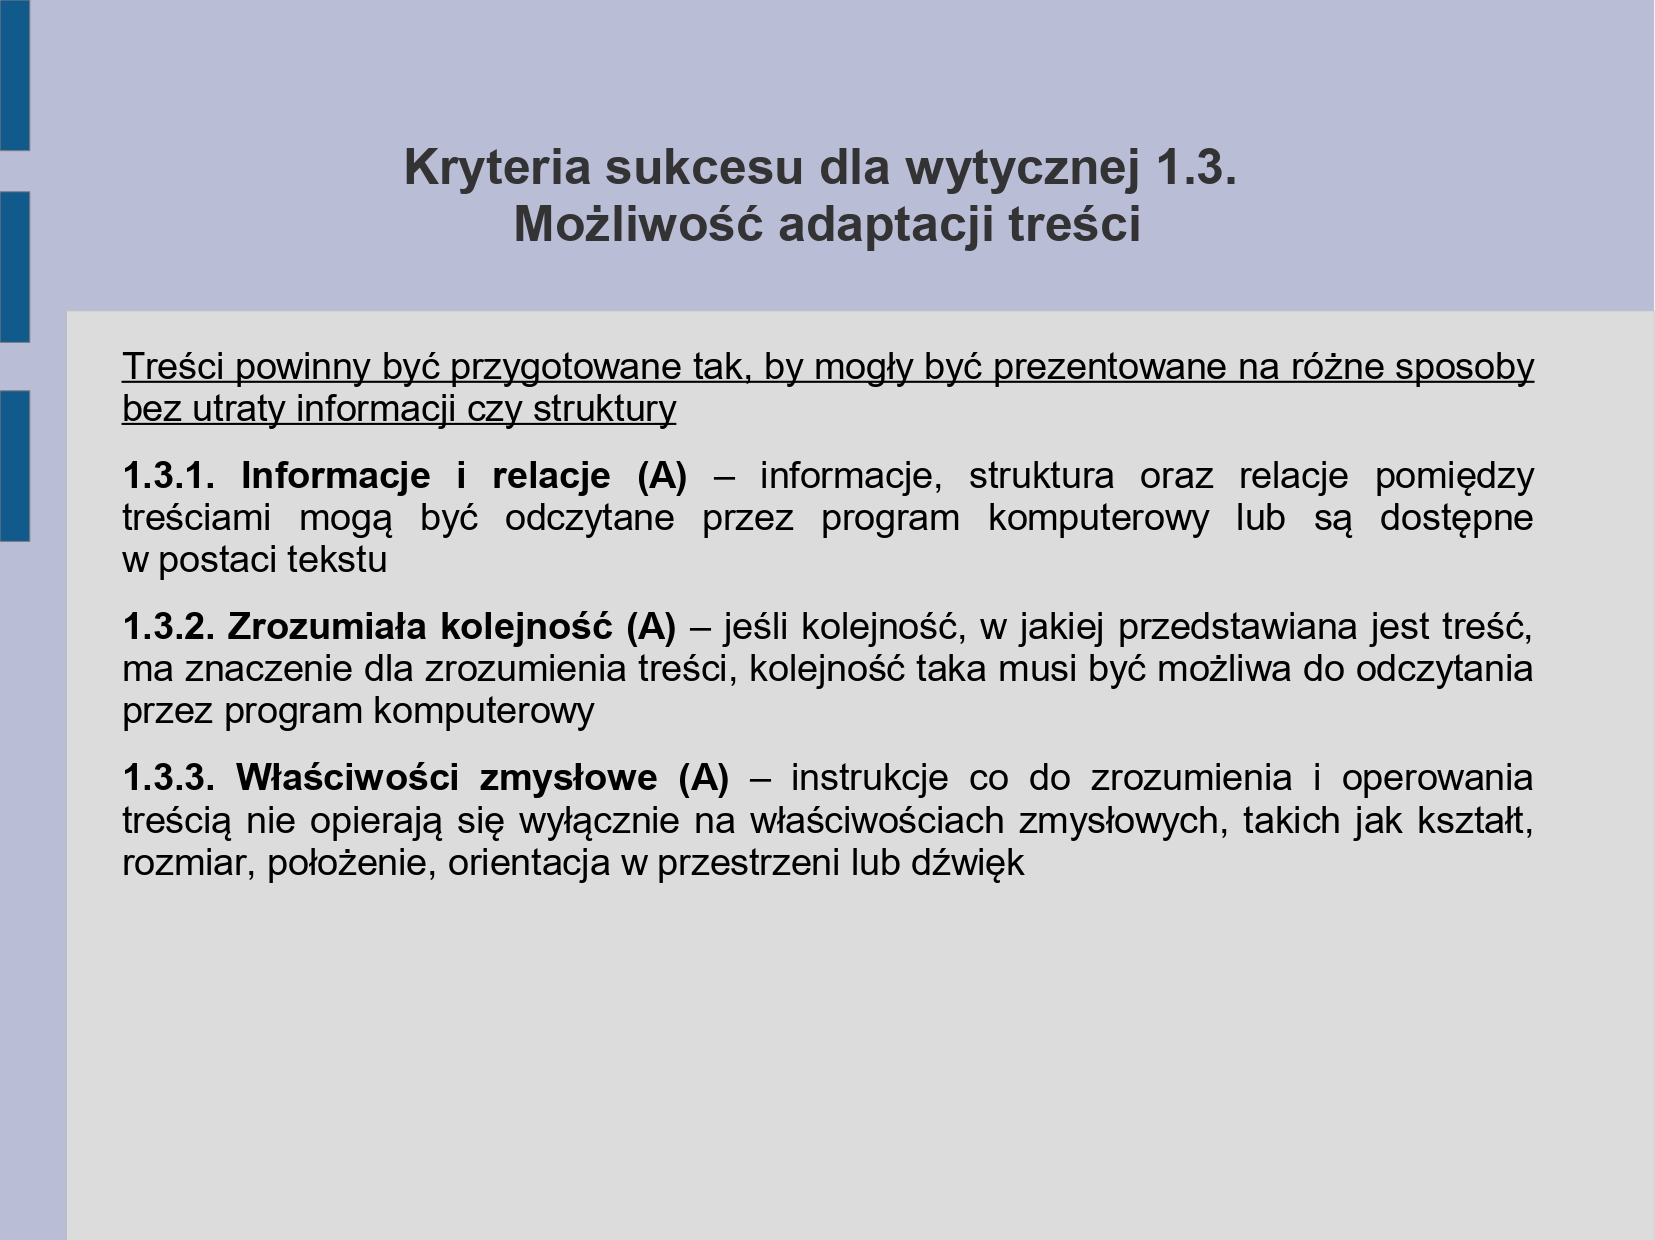 Kryteria sukcesu dla wytycznej 1.3.
Możliwość adaptacji treści
Treści powinny być przygotowane tak, by mogły być prezentowane na różne sposoby
bez utraty informacji czy struktury
1.3.1. Informacje i relacje (A) – informacje, struktura oraz relacje pomiędzy
treściami mogą być odczytane przez program komputerowy lub są dostępne
w postaci tekstu
1.3.2. Zrozumiała kolejność (A) – jeśli kolejność, w jakiej przedstawiana jest treść,
ma znaczenie dla zrozumienia treści, kolejność taka musi być możliwa do odczytania
przez program komputerowy
1.3.3. Właściwości zmysłowe (A) – instrukcje co do zrozumienia i operowania
treścią nie opierają się wyłącznie na właściwościach zmysłowych, takich jak kształt,
rozmiar, położenie, orientacja w przestrzeni lub dźwięk